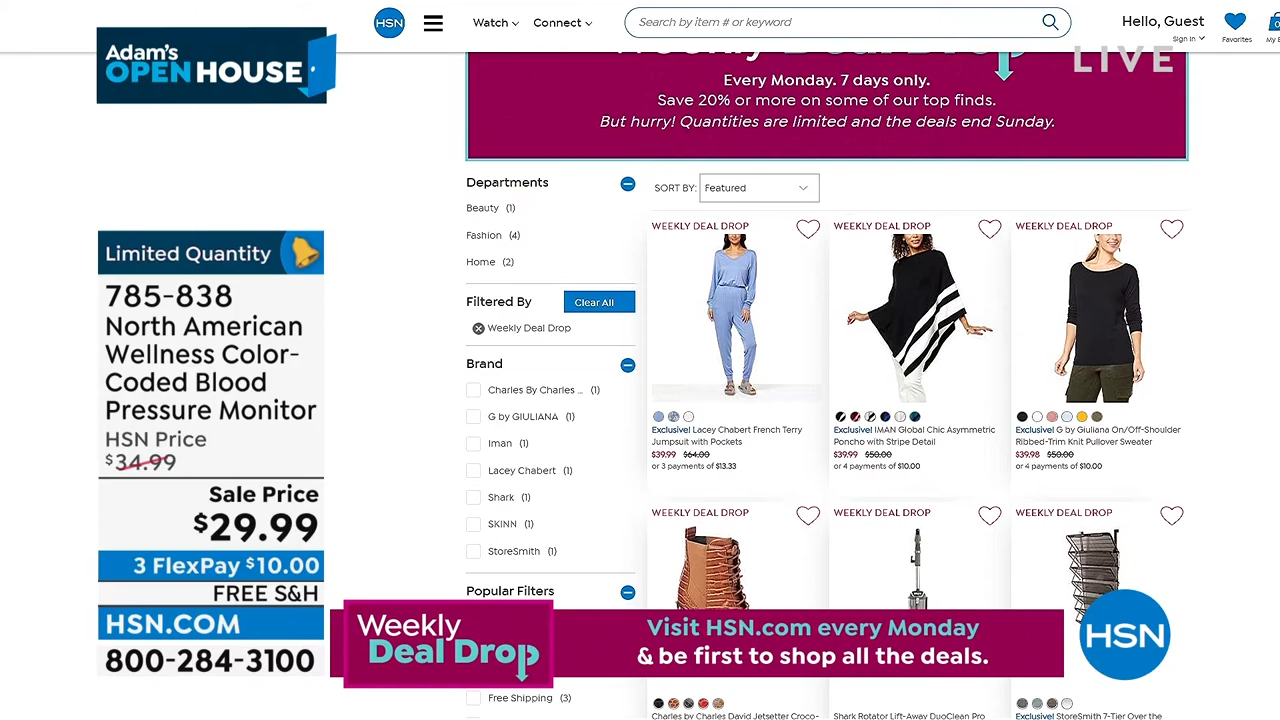 Adam's
OPEN HOUSE
HSN
Watch
Connect
Search by item # or keyword
Hello, Guest
Sign In
Favorites
0
LIVE
Weekly Deal Drop
Every Monday. 7 days only.
Save 20% or more on some of our top finds.
But hurry! Quantities are limited and the deals end Sunday.
Limited Quantity
785-838
North American
Wellness Color-
Coded Blood
Pressure Monitor
HSN Price
$34.99
Sale Price
$29.99
3 FlexPay $10.00
FREE S&H
HSN.COM
800-284-3100
Departments
Beauty (1)
Fashion (4)
Home (2)
Filtered By
Clear All
Weekly Deal Drop
Brand
Charles By Charles ... (1)
G by GIULIANA (1)
Iman (1)
Lacey Chabert (1)
Shark (1)
SKINN (1)
StoreSmith (1)
Popular Filters
Free Shipping (3)
SORT BY: Featured
WEEKLY DEAL DROP
Exclusive! Lacey Chabert French Terry
Jumpsuit with Pockets
$39.99 $64.00
or 3 payments of $13.33
WEEKLY DEAL DROP
Exclusive! IMAN Global Chic Asymmetric
Poncho with Stripe Detail
$39.99 $50.00
or 4 payments of $10.00
WEEKLY DEAL DROP
Exclusive! G by Giuliana On/Off-Shoulder
Ribbed-Trim Knit Pullover Sweater
$39.98 $50.00
or 4 payments of $10.00
WEEKLY DEAL DROP
WEEKLY DEAL DROP
WEEKLY DEAL DROP
Weekly
Deal Drop
Visit HSN.com every Monday
& be first to shop all the deals.
HSN
Charles by Charles David Jetsetter Croco-
Shark Rotator Lift-Away DuoClean Pro
Exclusive! StoreSmith 7-Tier Over the